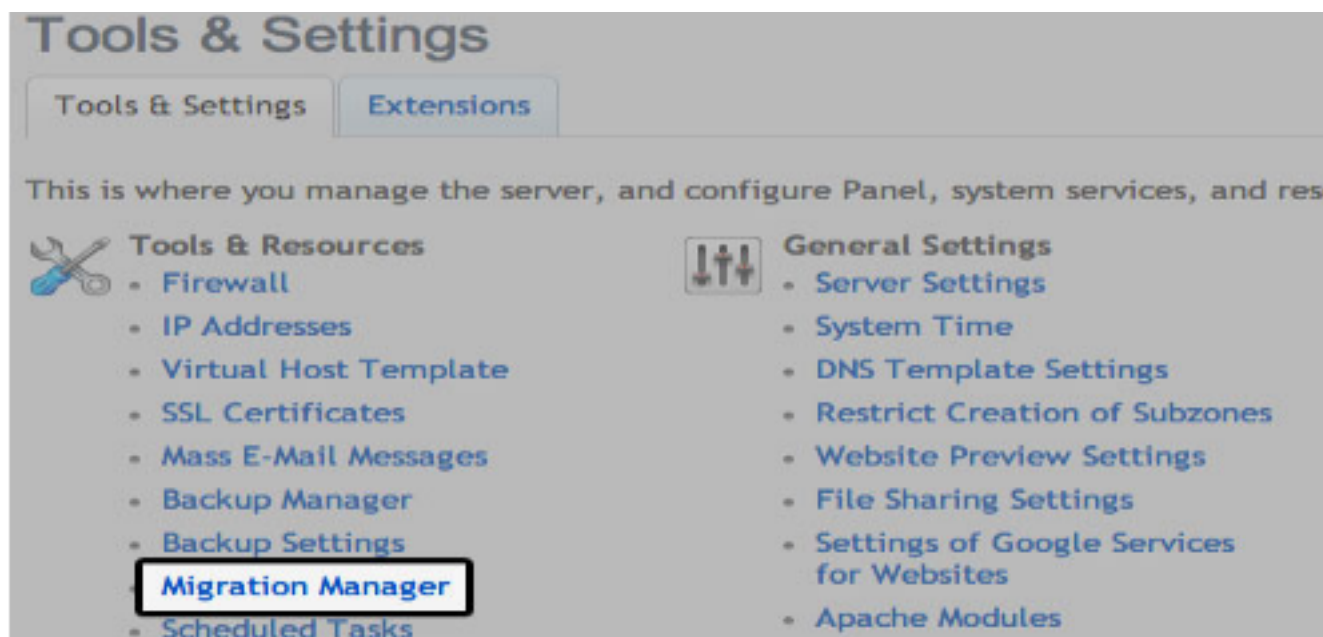 Tools & Settings
Tools & Settings
Extensions
This is where you manage the server, and configure Panel, system services, and res
Tools & Resources
Firewall
IP Addresses
Virtual Host Template
SSL Certificates
Mass E-Mail Messages
Backup Manager
Backup Settings
Migration Manager
Scheduled Tasks
General Settings
Server Settings
System Time
DNS Template Settings
Restrict Creation of Subzones
Website Preview Settings
File Sharing Settings
Settings of Google Services
for Websites
Apache Modules